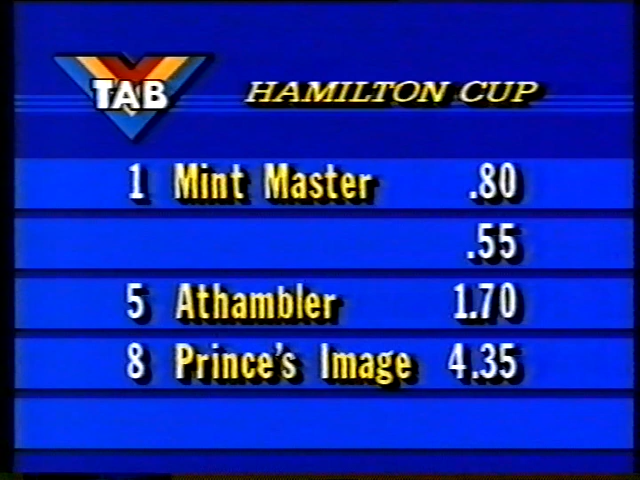 TAB
HAMILTON CUP
1 Mint Master .80
.55
5 Athambler 1.70
8 Prince's Image 4.35